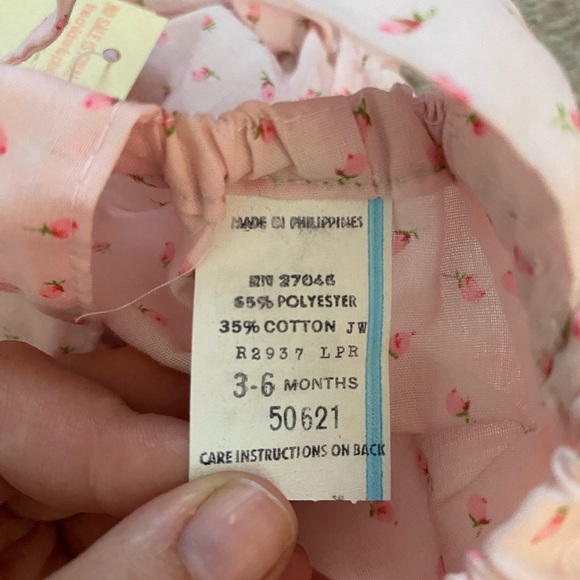 MADE IN PHILIPPINES
RN 27046
65% POLYESTER
35% COTTON JW
R2937 LPR
3-6 MONTHS
50621
CARE INSTRUCTIONS ON BACK